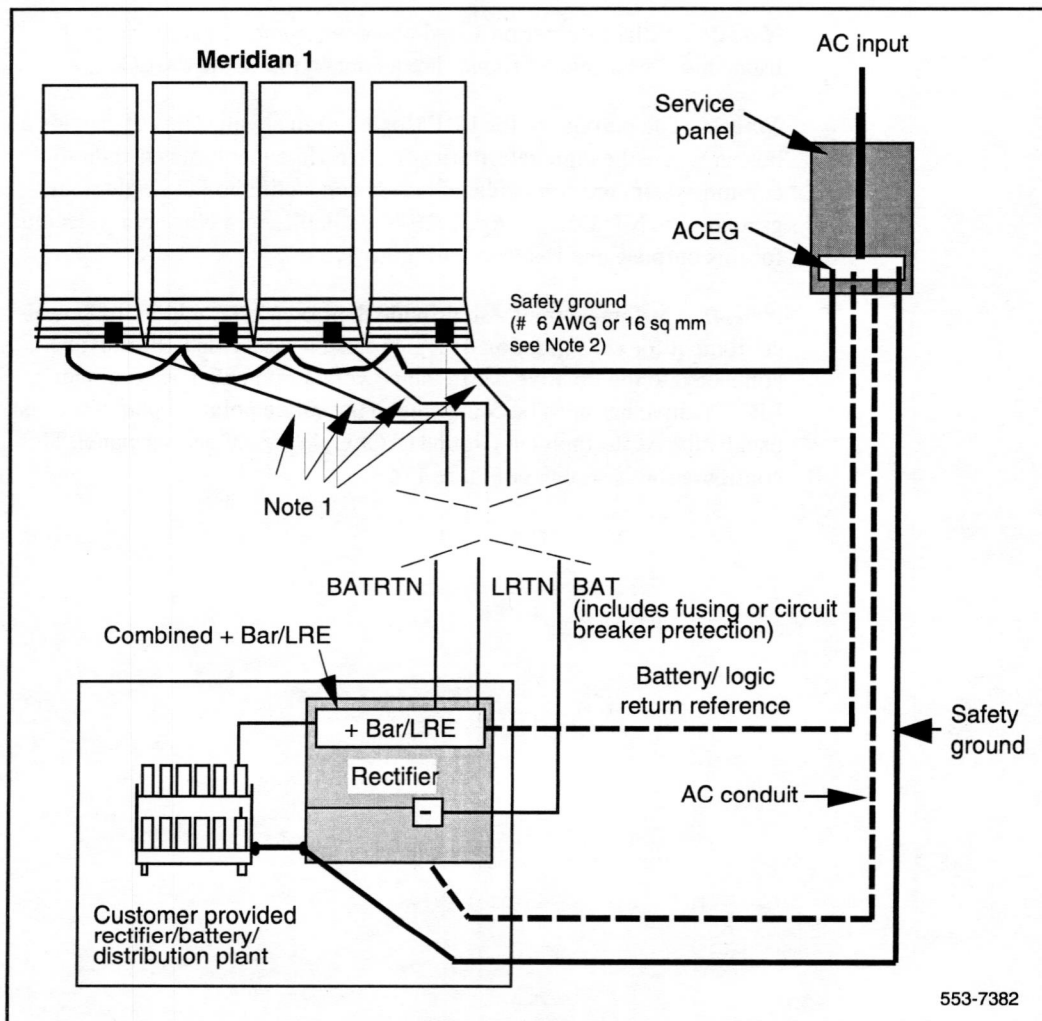 Meridian 1
AC input
Service
panel
ACEG
Safety ground
(# 6 AWG or 16 sq mm
see Note 2)
Note 1
BATRTN
LRTN
BAT
(includes fusing or circuit
breaker pretection)
Combined + Bar/LRE
Battery/ logic
return reference
+ Bar/LRE
Safety
ground
Rectifier
AC conduit
-
Customer provided
rectifier/battery/
distribution plant
553-7382